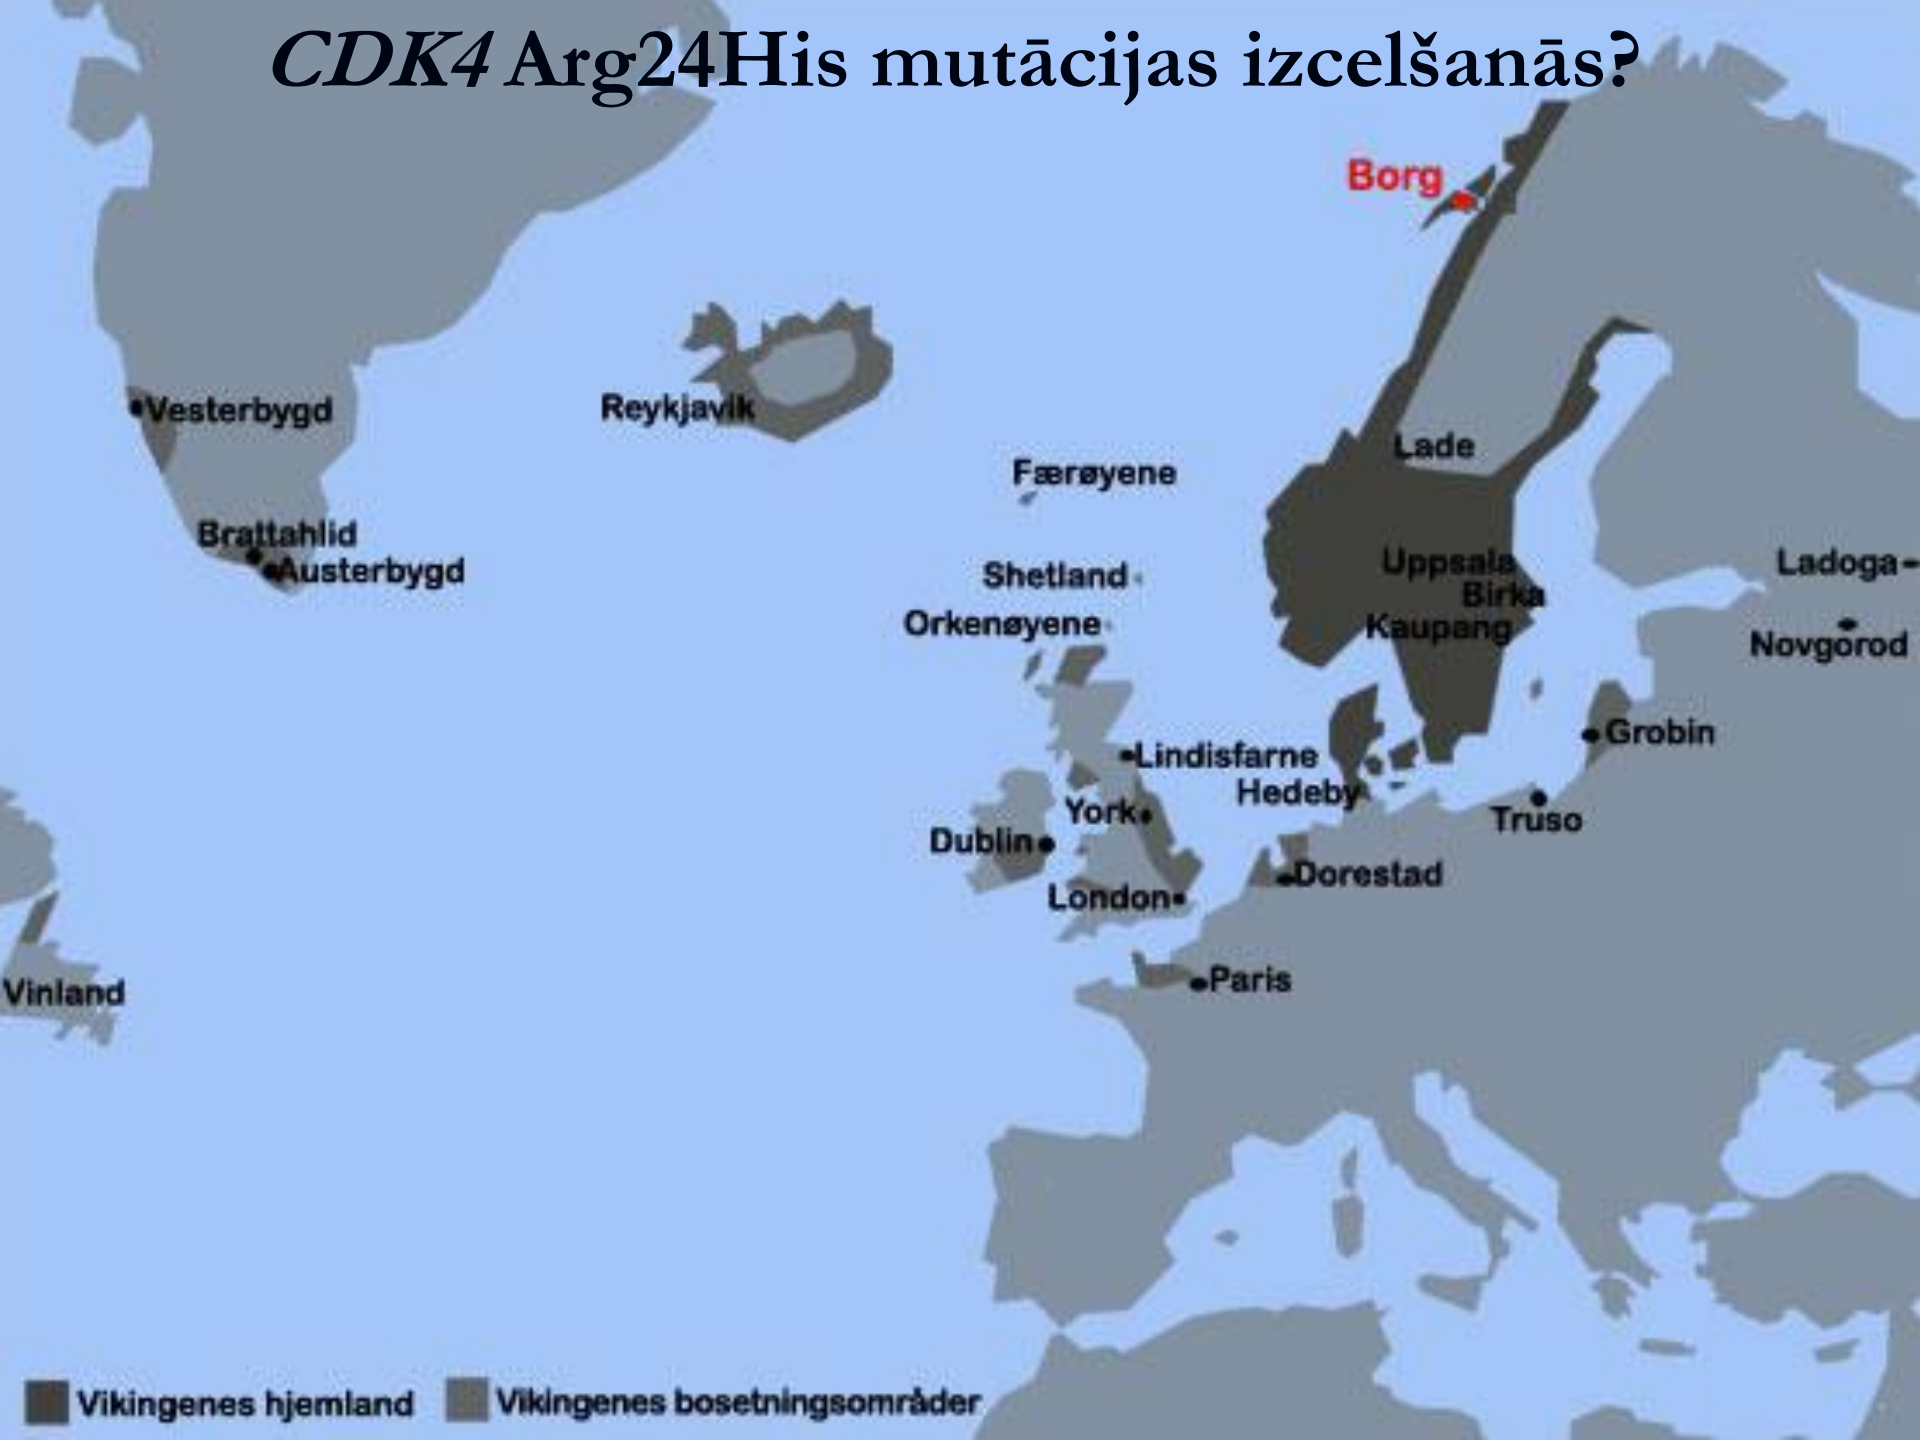 CDK4 Arg24His mutācijas izcelšanās?
Borg
Vesterbygd
Reykjavik
Lade
Færøyene
Brattahlid
Austerbygd
Uppsala
Ladoga
Shetland
Birka
Orkenøyene
Kaupang
Novgorod
Grobin
Lindisfarne
Hedeby
York
Truso
Dublin
Dorestad
London
Paris
Vinland
Vikingenes hjemland
Vikingenes bosetningsområder